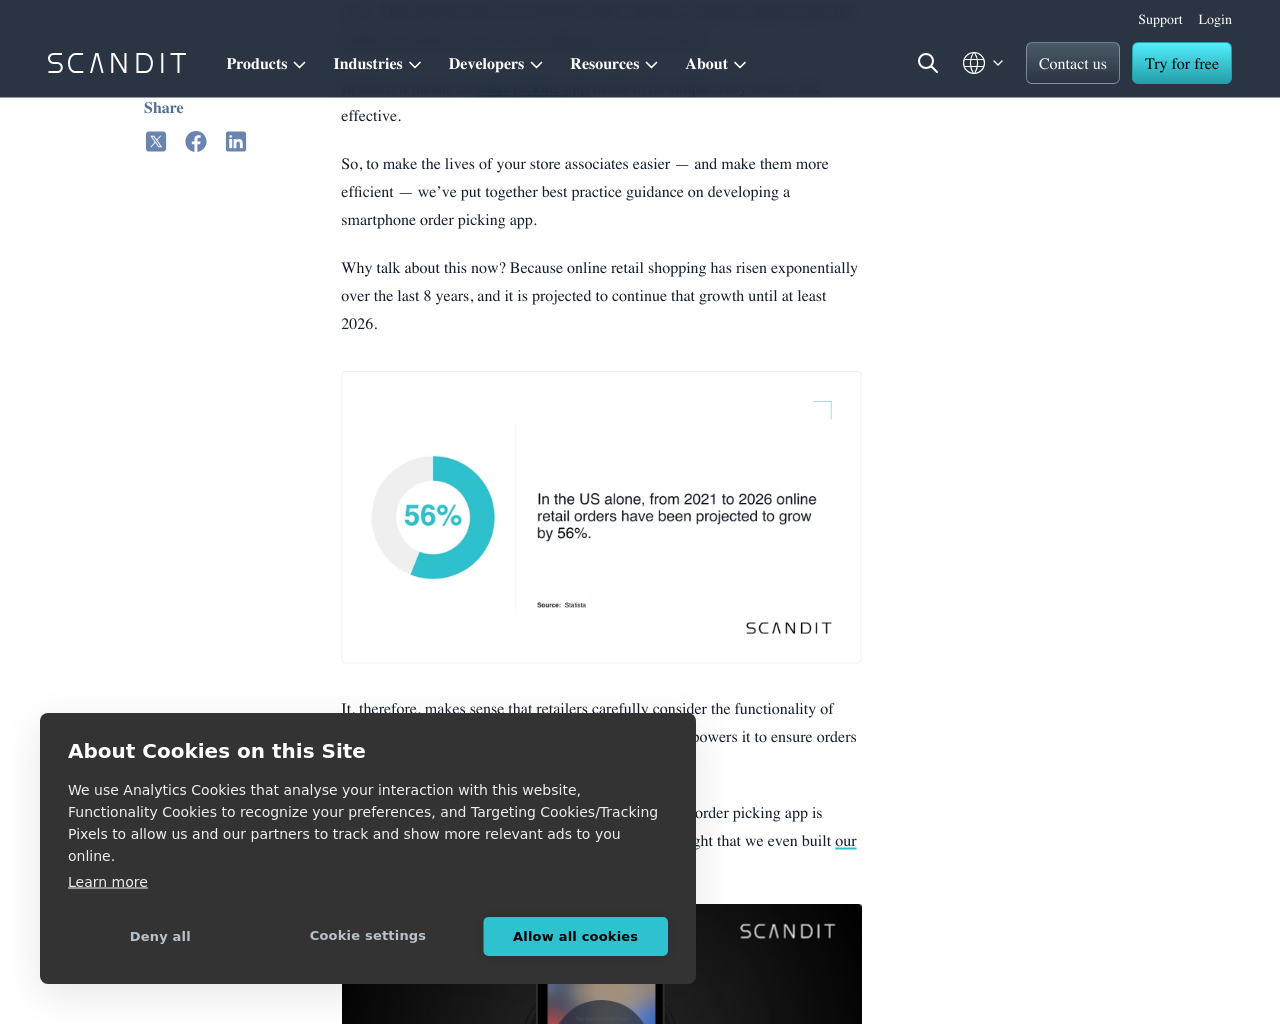 Support Login
SCANDIT Products Industries Developers Resources About Contact us Try for free
Share
effective.
So, to make the lives of your store associates easier — and make them more
efficient — we've put together best practice guidance on developing a
smartphone order picking app.
Why talk about this now? Because online retail shopping has risen exponentially
over the last 8 years, and it is projected to continue that growth until at least
2026.
56%
In the US alone, from 2021 to 2026 online
retail orders have been projected to grow
by 56%.
Source: Statista
SCANDIT
It, therefore, makes sense that retailers carefully consider the functionality of
powers it to ensure orders
order picking app is
that we even built our
About Cookies on this Site
We use Analytics Cookies that analyse your interaction with this website,
Functionality Cookies to recognize your preferences, and Targeting Cookies/Tracking
Pixels to allow us and our partners to track and show more relevant ads to you
online.
Learn more
Deny all Cookie settings Allow all cookies
SCANDIT